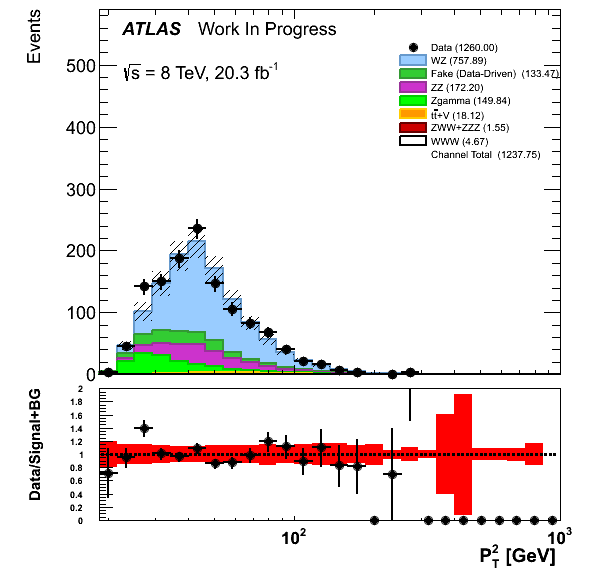 Events
ATLAS Work In Progress
√s = 8 TeV, 20.3 fb⁻¹
Data (1260.00)
WZ (757.89)
Fake (Data-Driven) (133.47)
ZZ (172.20)
Zgamma (149.84)
tt̄+V (18.12)
ZWW+ZZZ (1.55)
WWW (4.67)
Channel Total (1237.75)
500
400
300
200
100
0
Data/Signal+BG
2
1.8
1.6
1.4
1.2
1
0.8
0.6
0.4
0.2
0
10²
10³
P_T² [GeV]